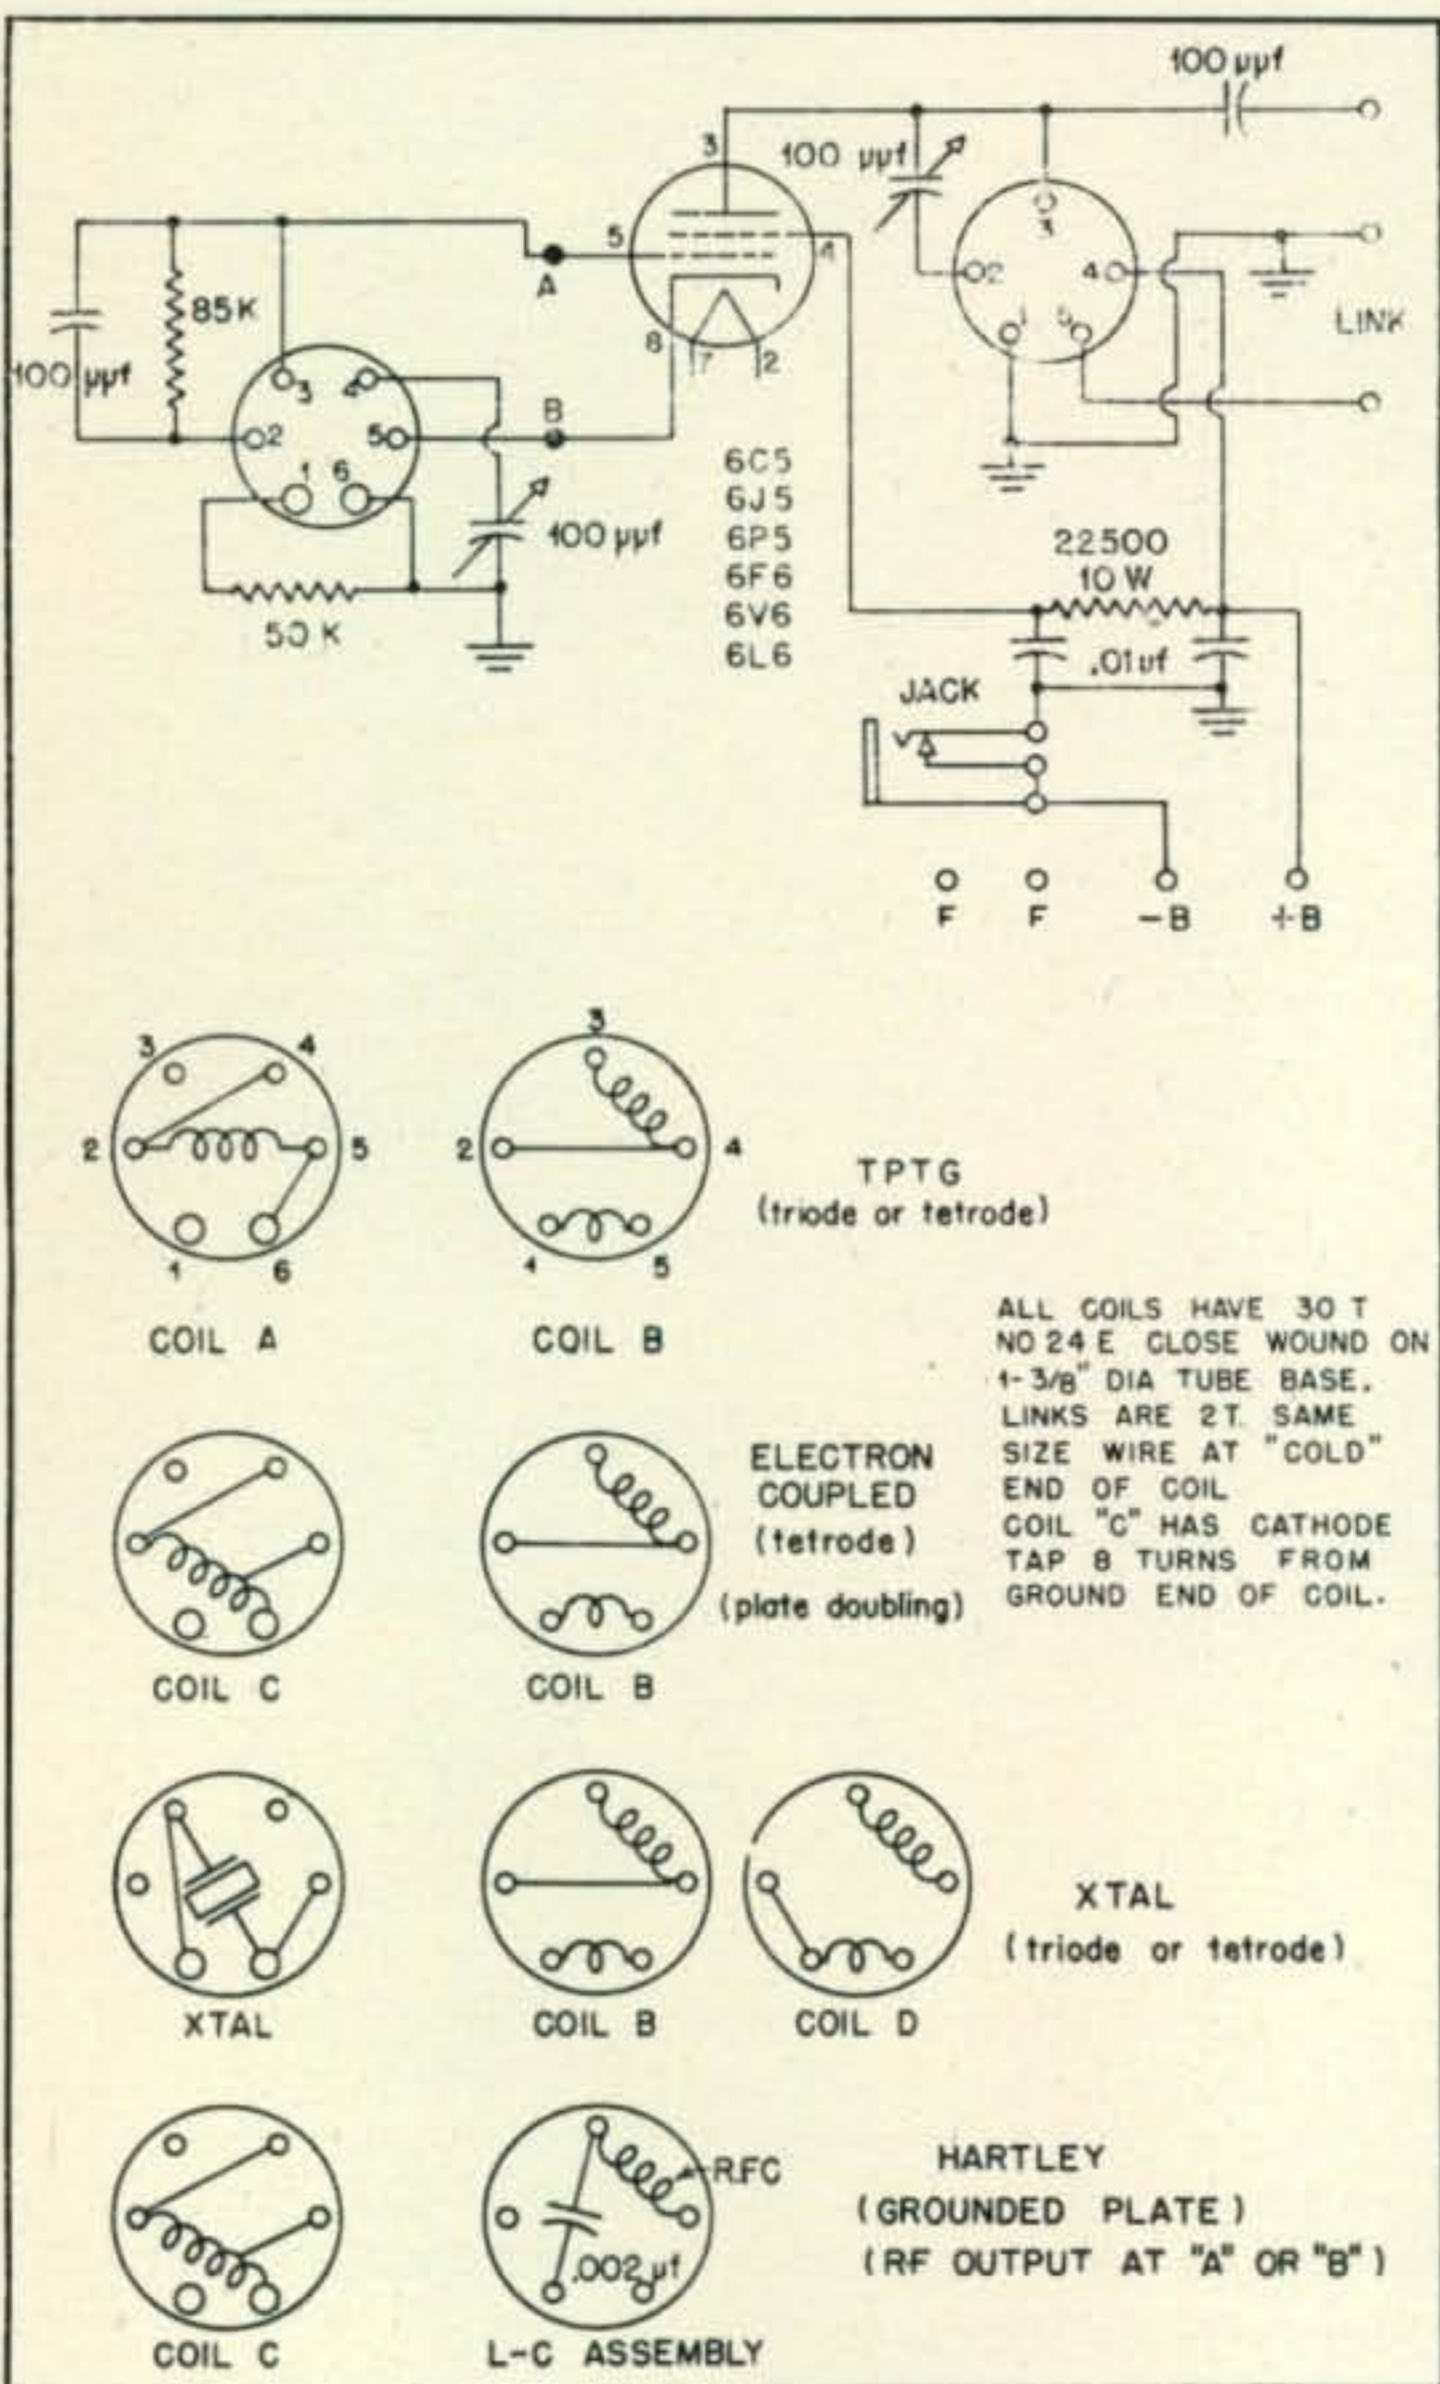 100 µµf
3
100 µµf
5
4
A
85K
2
4
3
LINK
8
7
2
1
5
100 µµf
3
4
B
2
5
6C5
1
6
6J5
100 µµf
6P5
22500
6F6
10 W
50 K
6V6
6L6
.01uf
JACK
F
F
-B
+B
3
4
3
2
5
2
4
TPTG
(triode or tetrode)
1
6
1
5
COIL A
COIL B
ALL COILS HAVE 30 T
NO 24 E CLOSE WOUND ON
1-3/8" DIA TUBE BASE.
LINKS ARE 2T. SAME
SIZE WIRE AT "COLD"
END OF COIL
COIL "C" HAS CATHODE
TAP 8 TURNS FROM
GROUND END OF COIL.
ELECTRON
COUPLED
(tetrode)
(plate doubling)
COIL C
COIL B
XTAL
(triode or tetrode)
XTAL
COIL B
COIL D
RFC
.002 µf
HARTLEY
(GROUNDED PLATE)
(RF OUTPUT AT "A" OR "B")
COIL C
L-C ASSEMBLY